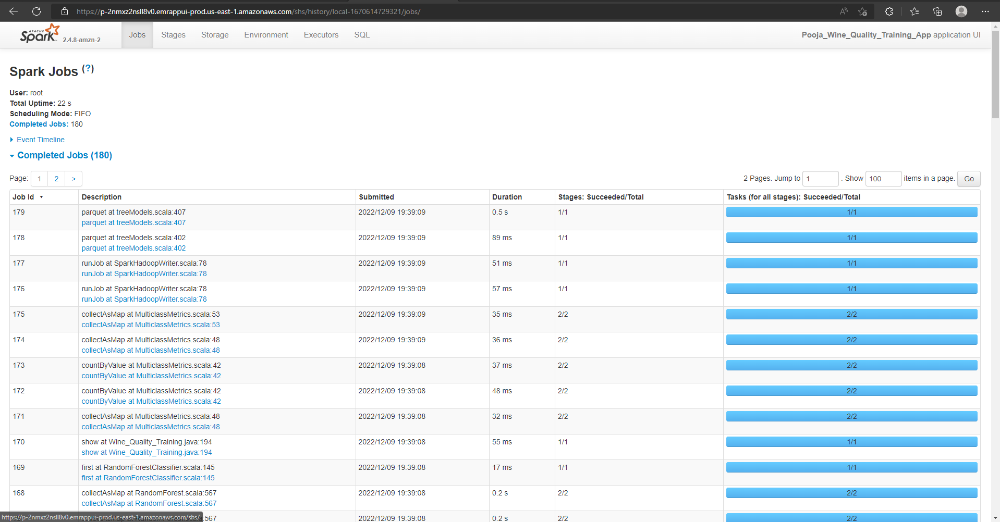 https://p-2nmxz2nsll8v0.emrappui-prod.us-east-1.amazonaws.com/shs/history/local-1670614729321/jobs/
APACHE Spark 2.4.8-amzn-2 Jobs Stages Storage Environment Executors SQL Pooja_Wine_Quality_Training_App application UI
Spark Jobs (?)
User: root
Total Uptime: 22 s
Scheduling Mode: FIFO
Completed Jobs: 180
Event Timeline
Completed Jobs (180)
Page: 1 2 > 2 Pages. Jump to 1 . Show 100 items in a page. Go
Job Id ▾ Description Submitted Duration Stages: Succeeded/Total Tasks (for all stages): Succeeded/Total
179 parquet at treeModels.scala:407 2022/12/09 19:39:09 0.5 s 1/1 1/1
parquet at treeModels.scala:407
178 parquet at treeModels.scala:402 2022/12/09 19:39:09 89 ms 1/1 1/1
parquet at treeModels.scala:402
177 runJob at SparkHadoopWriter.scala:78 2022/12/09 19:39:09 51 ms 1/1 1/1
runJob at SparkHadoopWriter.scala:78
176 runJob at SparkHadoopWriter.scala:78 2022/12/09 19:39:09 57 ms 1/1 1/1
runJob at SparkHadoopWriter.scala:78
175 collectAsMap at MulticlassMetrics.scala:53 2022/12/09 19:39:09 35 ms 2/2 2/2
collectAsMap at MulticlassMetrics.scala:53
174 collectAsMap at MulticlassMetrics.scala:48 2022/12/09 19:39:09 36 ms 2/2 2/2
collectAsMap at MulticlassMetrics.scala:48
173 countByValue at MulticlassMetrics.scala:42 2022/12/09 19:39:08 37 ms 2/2 2/2
countByValue at MulticlassMetrics.scala:42
172 countByValue at MulticlassMetrics.scala:42 2022/12/09 19:39:08 48 ms 2/2 2/2
countByValue at MulticlassMetrics.scala:42
171 collectAsMap at MulticlassMetrics.scala:48 2022/12/09 19:39:08 32 ms 2/2 2/2
collectAsMap at MulticlassMetrics.scala:48
170 show at Wine_Quality_Training.java:194 2022/12/09 19:39:08 55 ms 1/1 1/1
show at Wine_Quality_Training.java:194
169 first at RandomForestClassifier.scala:145 2022/12/09 19:39:08 17 ms 1/1 1/1
first at RandomForestClassifier.scala:145
168 collectAsMap at RandomForest.scala:567 2022/12/09 19:39:08 0.2 s 2/2 2/2
collectAsMap at RandomForest.scala:567
https://p-2nmxz2nsll8v0.emrappui-prod.us-east-1.amazonaws.com/shs/ :567 2022/12/09 19:39:08 0.2 s 2/2 2/2